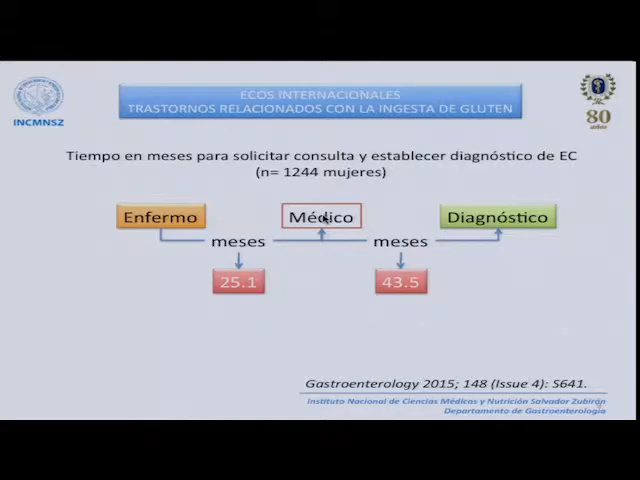 ECOS INTERNACIONALES
TRASTORNOS RELACIONADOS CON LA INGESTA DE GLUTEN
INCMNSZ
80
años
Tiempo en meses para solicitar consulta y establecer diagnóstico de EC
(n= 1244 mujeres)
Enfermo
Médico
Diagnóstico
meses
meses
25.1
43.5
Gastroenterology 2015; 148 (Issue 4): S641.
Instituto Nacional de Ciencias Médicas y Nutrición Salvador Zubirán
Departamento de Gastroenterología